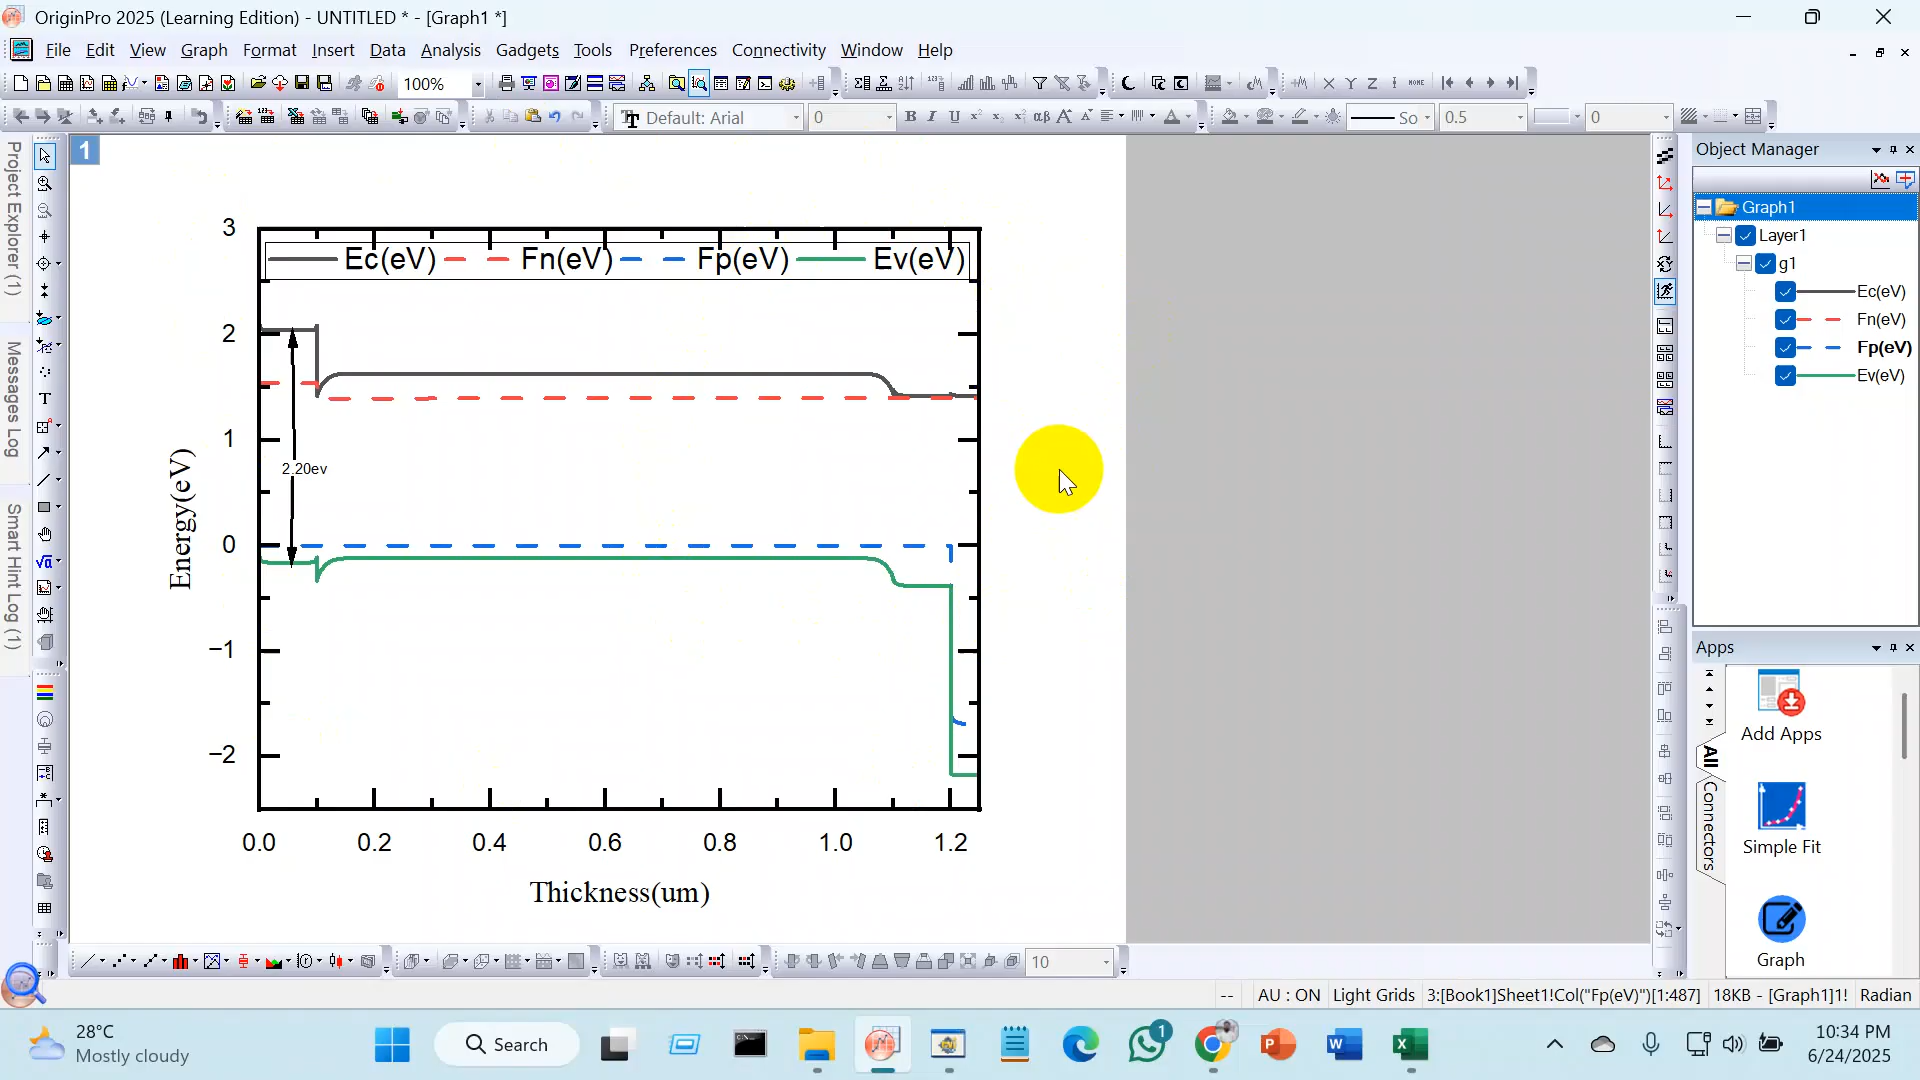 OriginPro 2025 (Learning Edition) - UNTITLED * - [Graph1 *]
File Edit View Graph Format Insert Data Analysis Gadgets Tools Preferences Connectivity Window Help
100%
Default: Arial 0 B I U αβ A So 0.5 0
Project Explorer (1)
Messages Log
Smart Hint Log (1)
1
Ec(eV) Fn(eV) Fp(eV) Ev(eV)
3
2
1
0
−1
−2
2.20ev
Energy(eV)
0.0 0.2 0.4 0.6 0.8 1.0 1.2
Thickness(um)
Object Manager
Graph1
Layer1
g1
Ec(eV)
Fn(eV)
Fp(eV)
Ev(eV)
Apps
All
Connectors
Add Apps
Simple Fit
Graph
10
-- AU : ON Light Grids 3:[Book1]Sheet1!Col("Fp(eV)")[1:487] 18KB - [Graph1]1! Radian
28°C
Mostly cloudy
Search
1
10:34 PM
6/24/2025